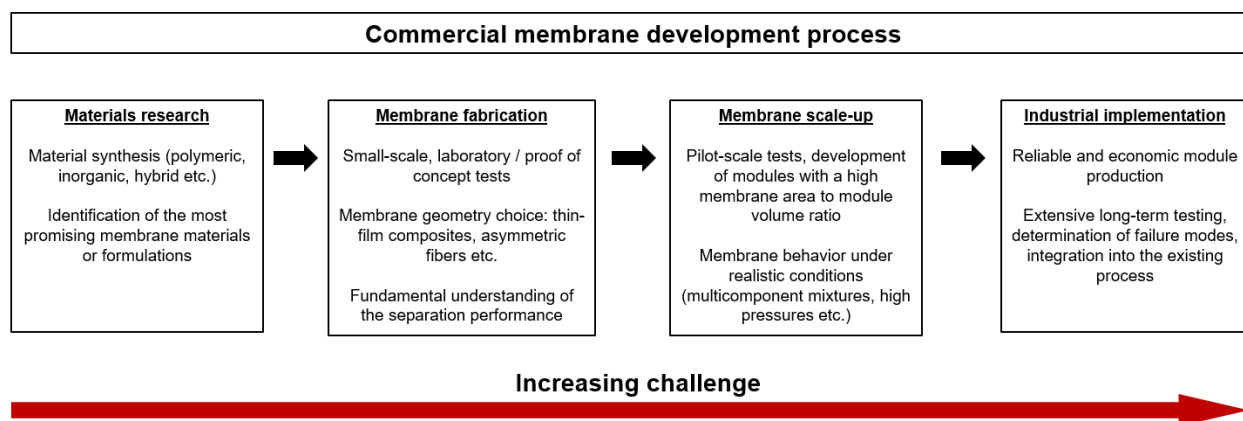 Commercial membrane development process
Materials research
Material synthesis (polymeric,
inorganic, hybrid etc.)
Identification of the most
promising membrane materials
or formulations
Membrane fabrication
Small-scale, laboratory / proof of
concept tests
Membrane geometry choice: thin-
film composites, asymmetric
fibers etc.
Fundamental understanding of
the separation performance
Membrane scale-up
Pilot-scale tests, development
of modules with a high
membrane area to module
volume ratio
Membrane behavior under
realistic conditions
(multicomponent mixtures, high
pressures etc.)
Industrial implementation
Reliable and economic module
production
Extensive long-term testing,
determination of failure modes,
integration into the existing
process
Increasing challenge